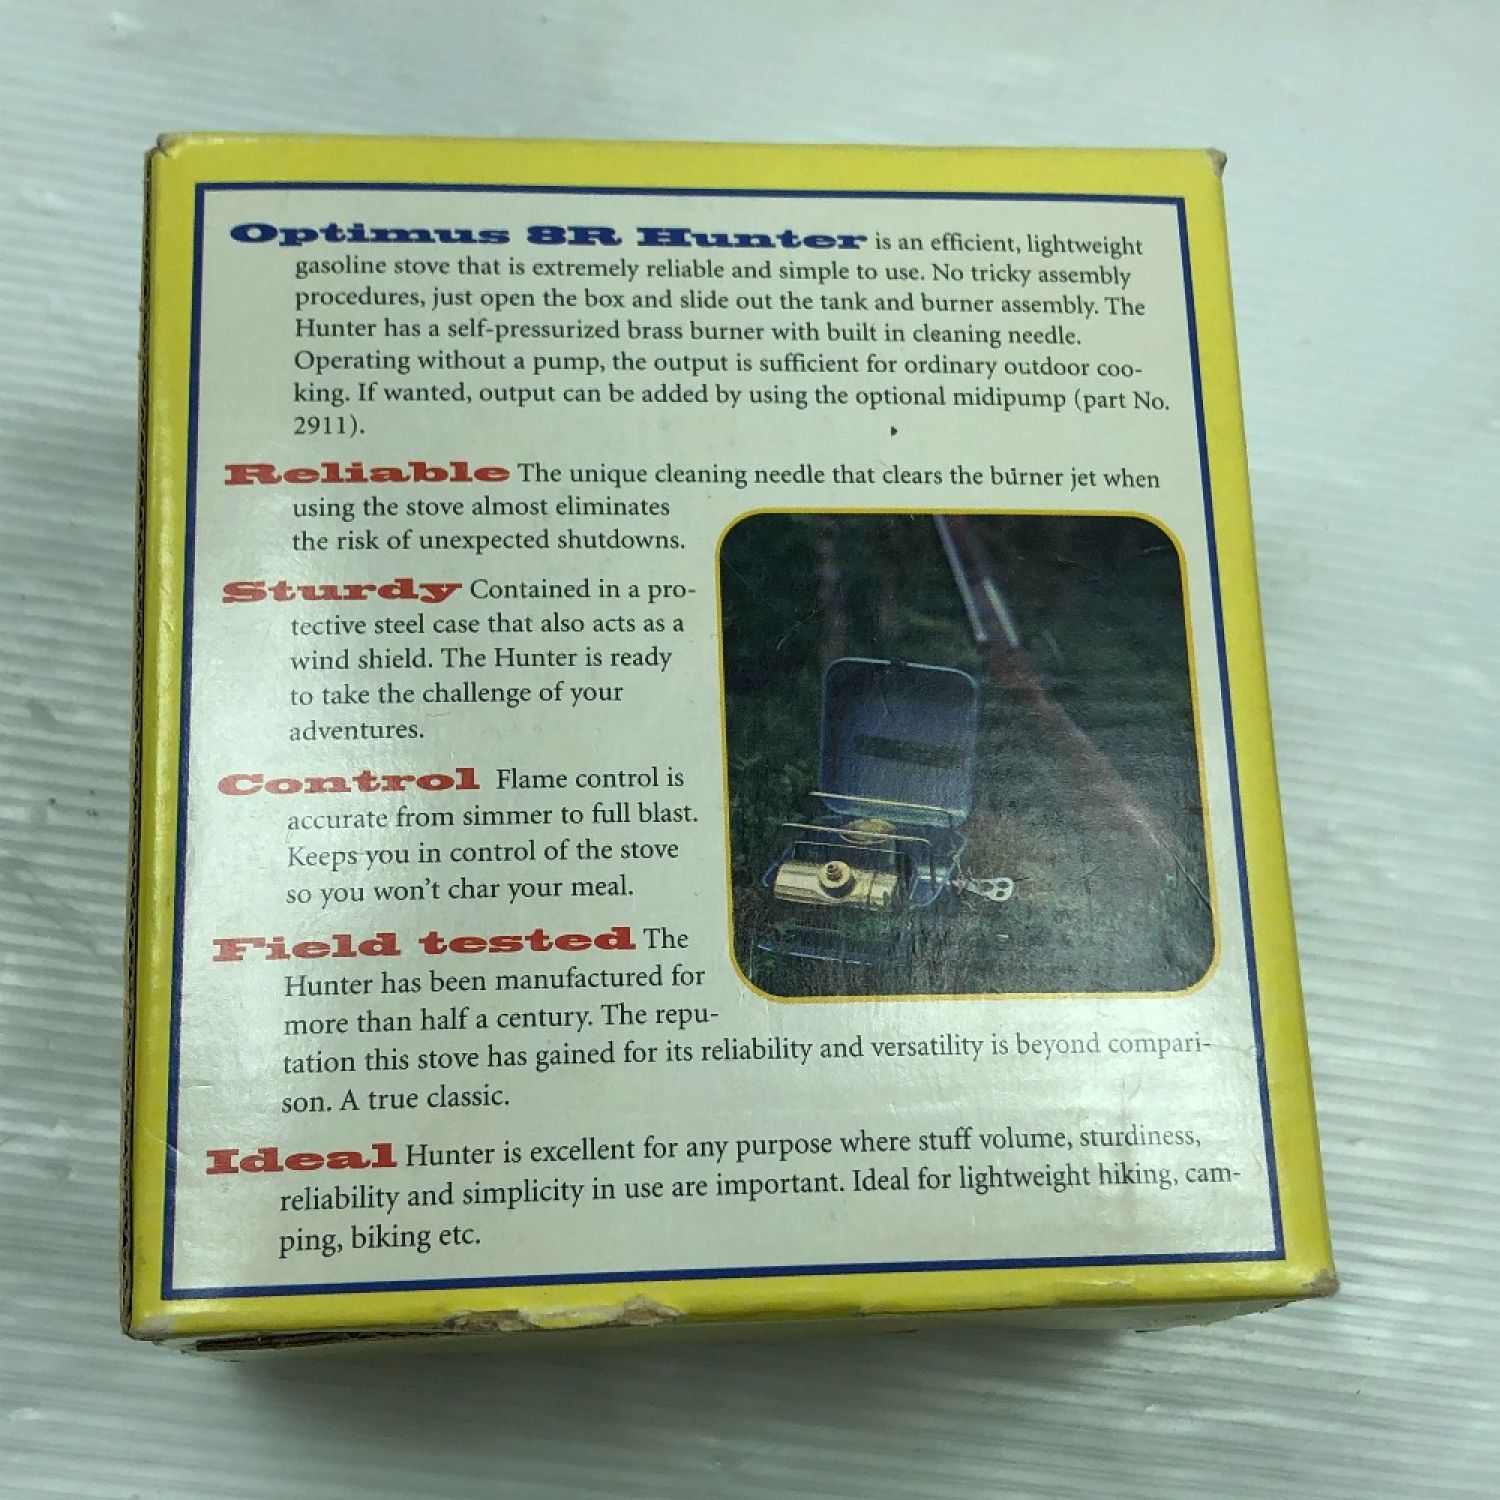 Optimus 8R Hunter is an efficient, lightweight
gasoline stove that is extremely reliable and simple to use. No tricky assembly
procedures, just open the box and slide out the tank and burner assembly. The
Hunter has a self-pressurized brass burner with built in cleaning needle.
Operating without a pump, the output is sufficient for ordinary outdoor coo-
king. If wanted, output can be added by using the optional midipump (part No.
2911).
Reliable The unique cleaning needle that clears the burner jet when
using the stove almost eliminates
the risk of unexpected shutdowns.
Sturdy Contained in a pro-
tective steel case that also acts as a
wind shield. The Hunter is ready
to take the challenge of your
adventures.
Control Flame control is
accurate from simmer to full blast.
Keeps you in control of the stove
so you won't char your meal.
Field tested The
Hunter has been manufactured for
more than half a century. The repu-
tation this stove has gained for its reliability and versatility is beyond compari-
son. A true classic.
Ideal Hunter is excellent for any purpose where stuff volume, sturdiness,
reliability and simplicity in use are important. Ideal for lightweight hiking, cam-
ping, biking etc.